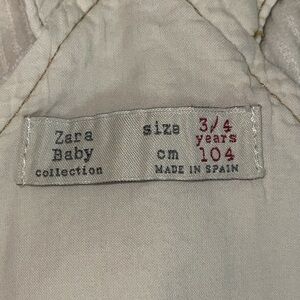 Zara size 3/4
Baby years
collection cm 104
MADE IN SPAIN